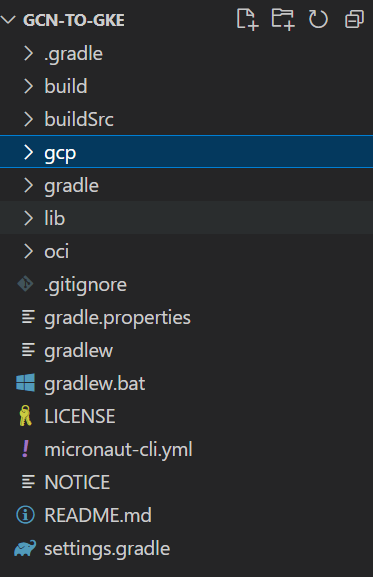 GCN-TO-GKE
.gradle
build
buildSrc
gcp
gradle
lib
oci
.gitignore
gradle.properties
gradlew
gradlew.bat
LICENSE
micronaut-cli.yml
NOTICE
README.md
settings.gradle